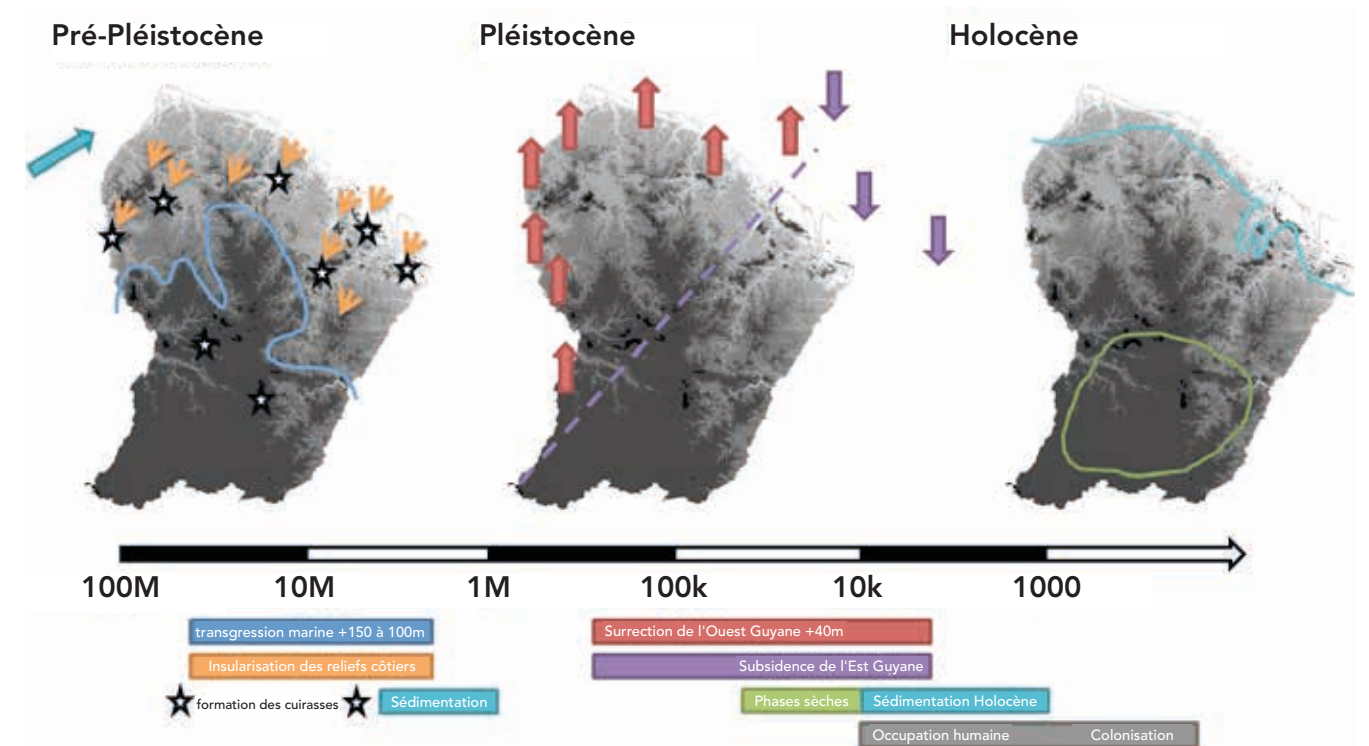 Pré-Pléistocène
Pléistocène
Holocène
100M
10M
1M
100k
10k
1000
transgression marine +150 à 100m
Surrection de l'Ouest Guyane +40m
Insularisation des reliefs côtiers
Subsidence de l'Est Guyane
formation des cuirasses
Sédimentation
Phases sèches
Sédimentation Holocène
Occupation humaine
Colonisation